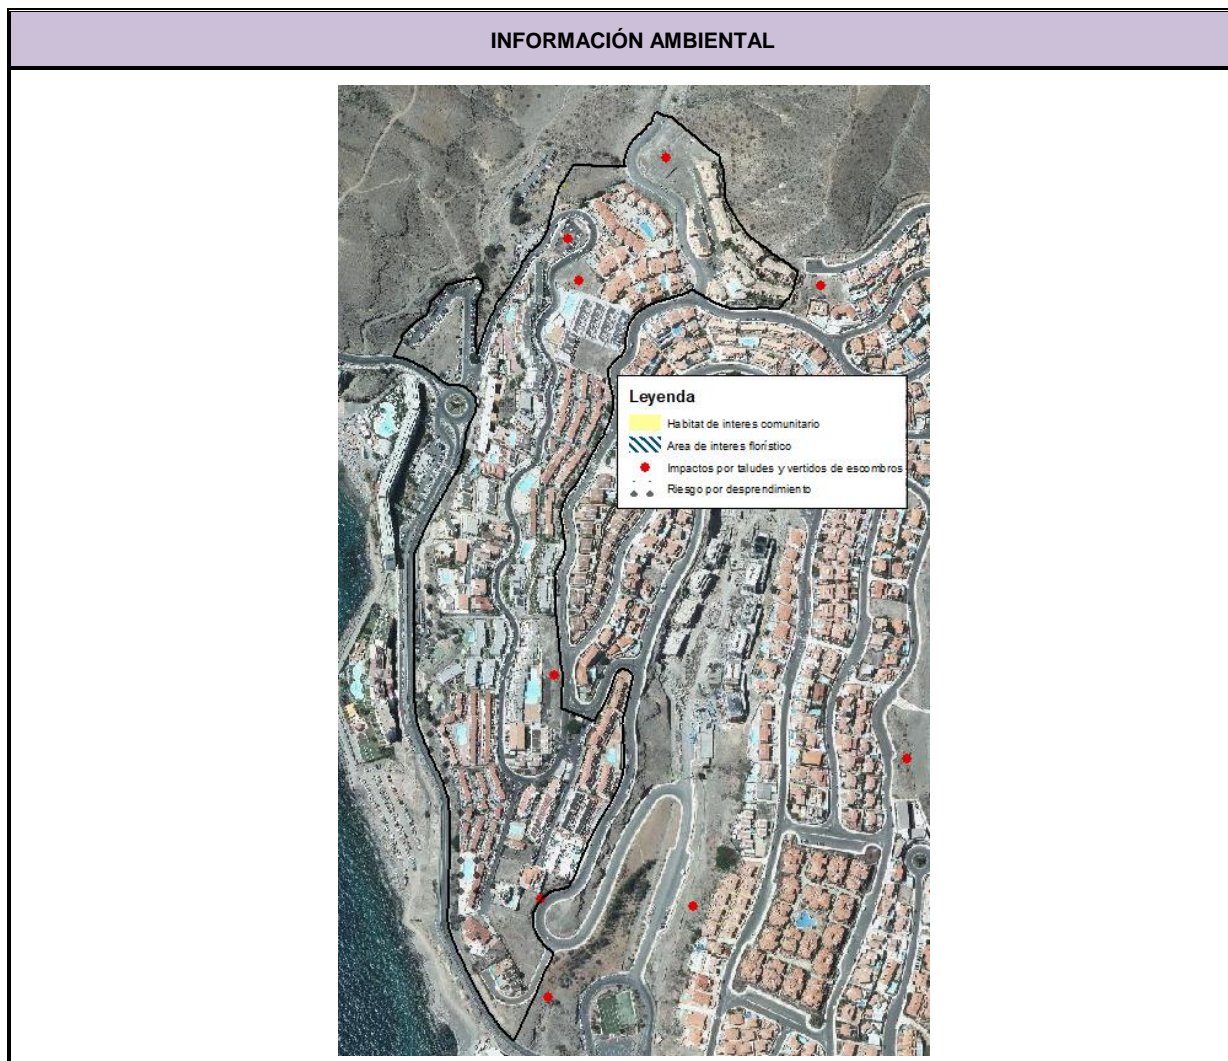 INFORMACIÓN AMBIENTAL
Leyenda
Habitat de interes comunitario
Area de interes florístico
Impactos por taludes y vertidos de escombros
Riesgo por desprendimiento